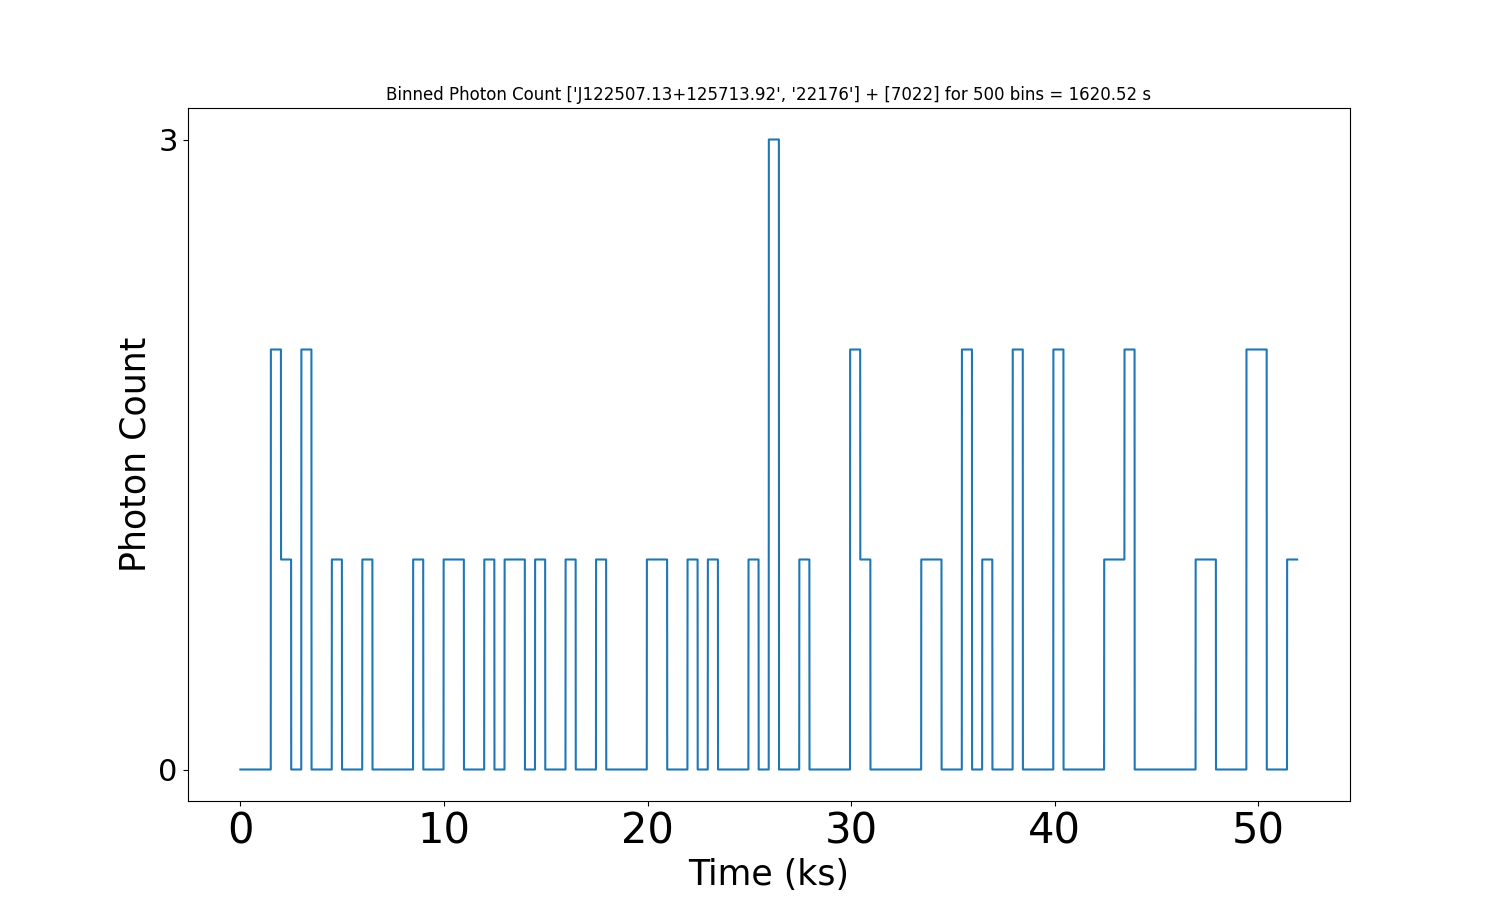 Binned Photon Count ['J122507.13+125713.92', '22176'] + [7022] for 500 bins = 1620.52 s
3
Photon Count
0
0 10 20 30 40 50
Time (ks)